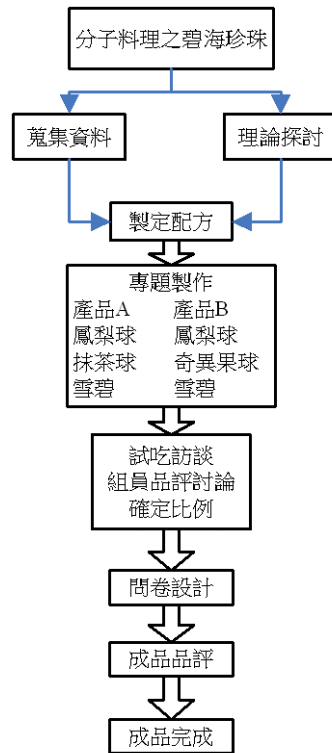 分子料理之碧海珍珠
蒐集資料
理論探討
製定配方
專題製作
產品A 產品B
鳳梨球 鳳梨球
抹茶球 奇異果球
雪碧 雪碧
試吃訪談
組員品評討論
確定比例
問卷設計
成品品評
成品完成